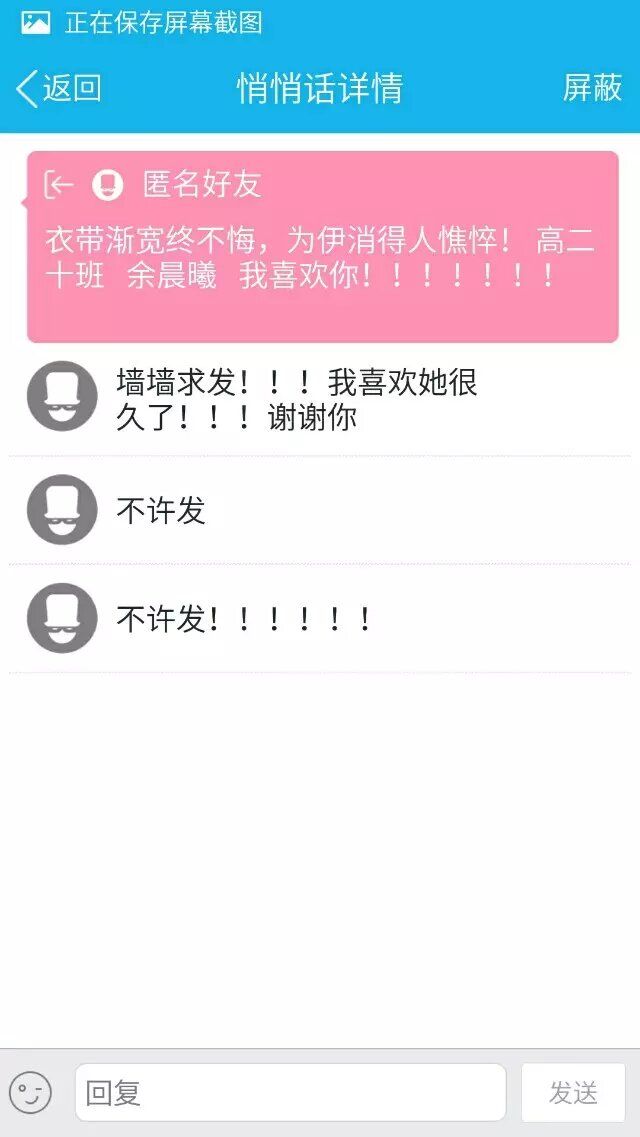 正在保存屏幕截图
返回
悄悄话详情
屏蔽
匿名好友
衣带渐宽终不悔，为伊消得人憔悴！ 高二
十班 余晨曦 我喜欢你！！！！！！！
墙墙求发！！！我喜欢她很
久了！！！谢谢你
不许发
不许发！！！！！！
回复
发送